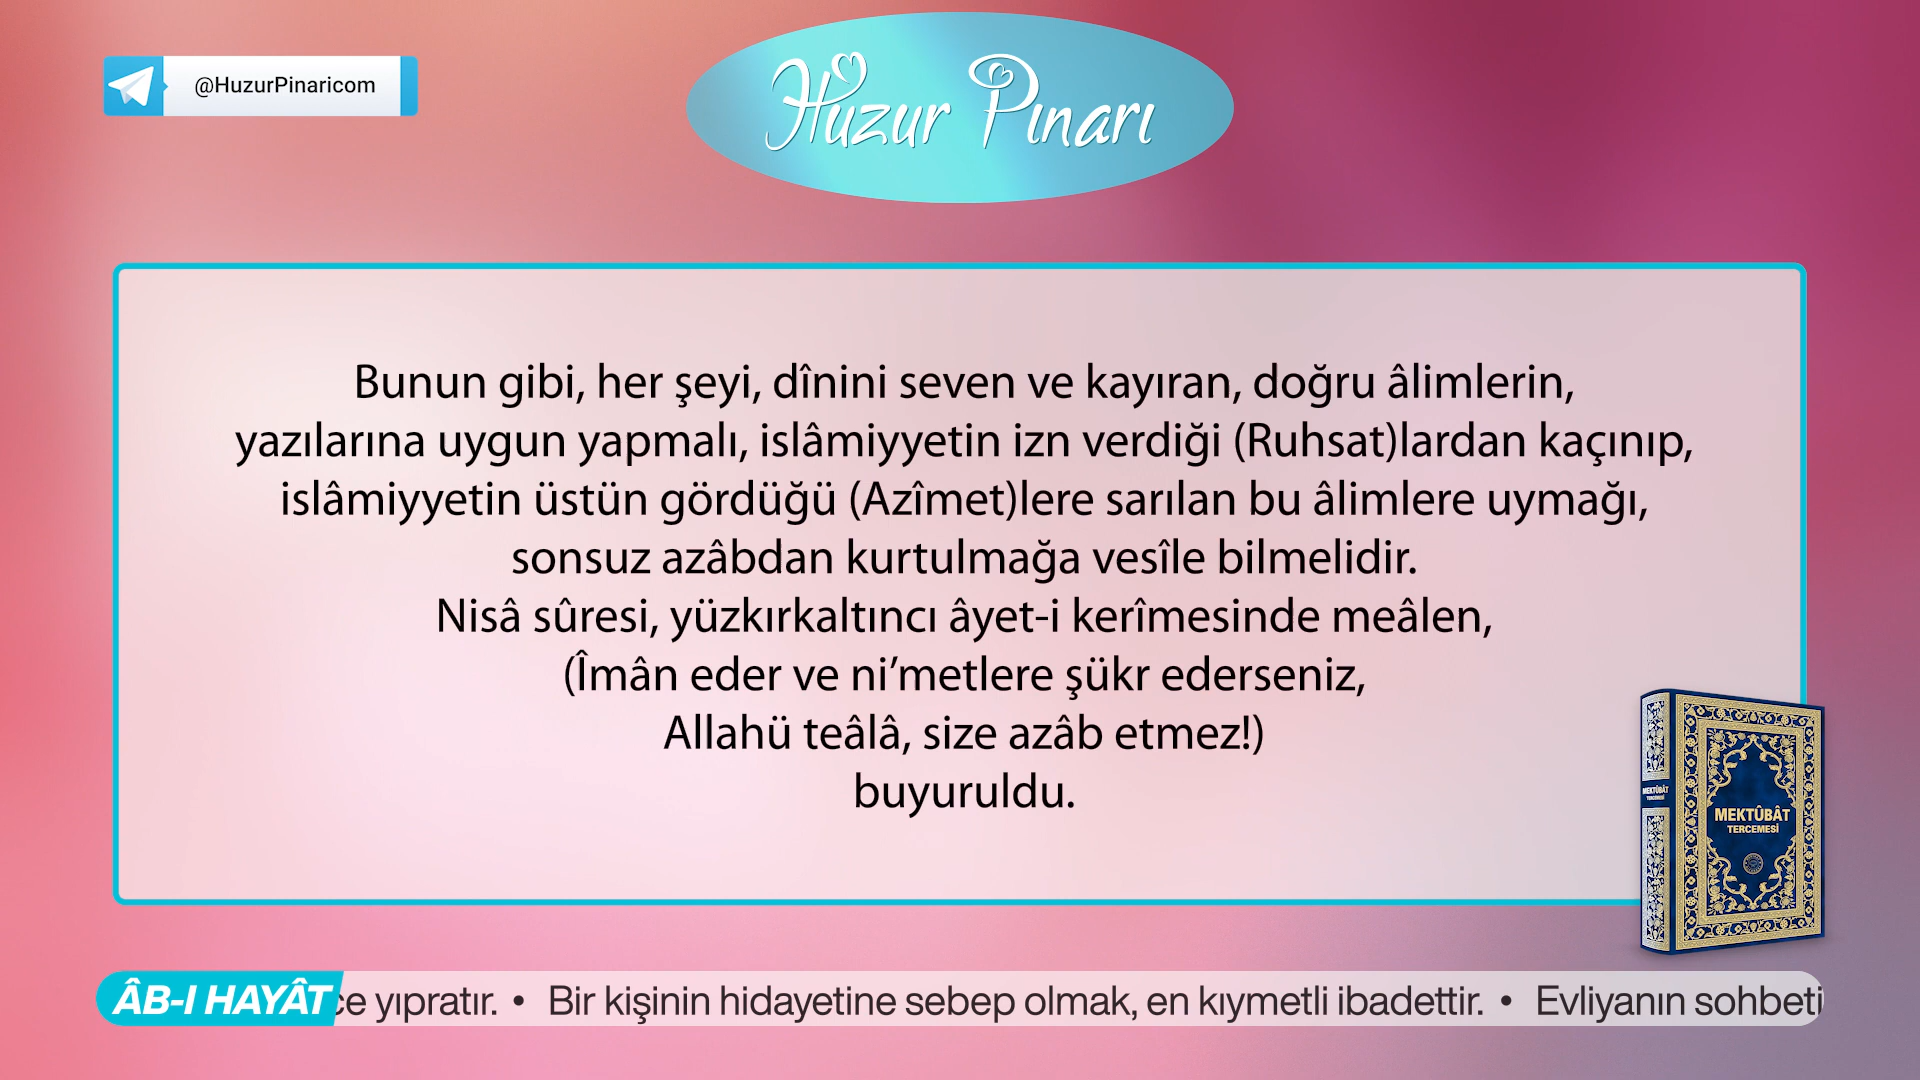 @HuzurPinaricom
Huzur Pınarı
Bunun gibi, her şeyi, dînini seven ve kayıran, doğru âlimlerin,
yazılarına uygun yapmalı, islâmiyyetin izn verdiği (Ruhsat)lardan kaçınıp,
islâmiyyetin üstün gördüğü (Azîmet)lere sarılan bu âlimlere uymağı,
sonsuz azâbdan kurtulmağa vesîle bilmelidir.
Nisâ sûresi, yüzkırkaltıncı âyet-i kerîmesinde meâlen,
(Îmân eder ve ni’metlere şükr ederseniz,
Allahü teâlâ, size azâb etmez!)
buyuruldu.
MEKTÛBÂT
TERCEMESİ
MEKTÛBÂT
TERCEMESİ
ÂB-I HAYÂT
ce yıpratır. • Bir kişinin hidayetine sebep olmak, en kıymetli ibadettir. • Evliyanın sohbeti